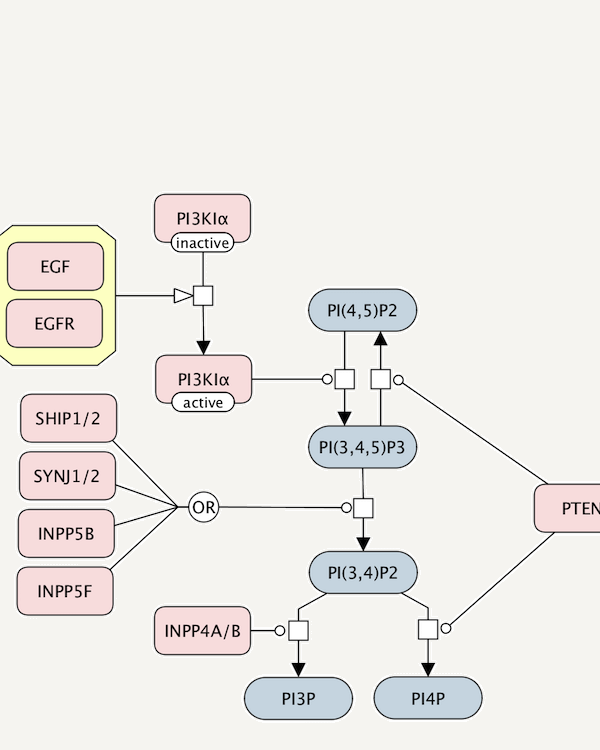 PI3KIα
inactive
EGF
EGFR
PI(4,5)P2
PI3KIα
active
SHIP1/2
PI(3,4,5)P3
SYNJ1/2
OR
PTEN
INPP5B
PI(3,4)P2
INPP5F
INPP4A/B
PI3P
PI4P